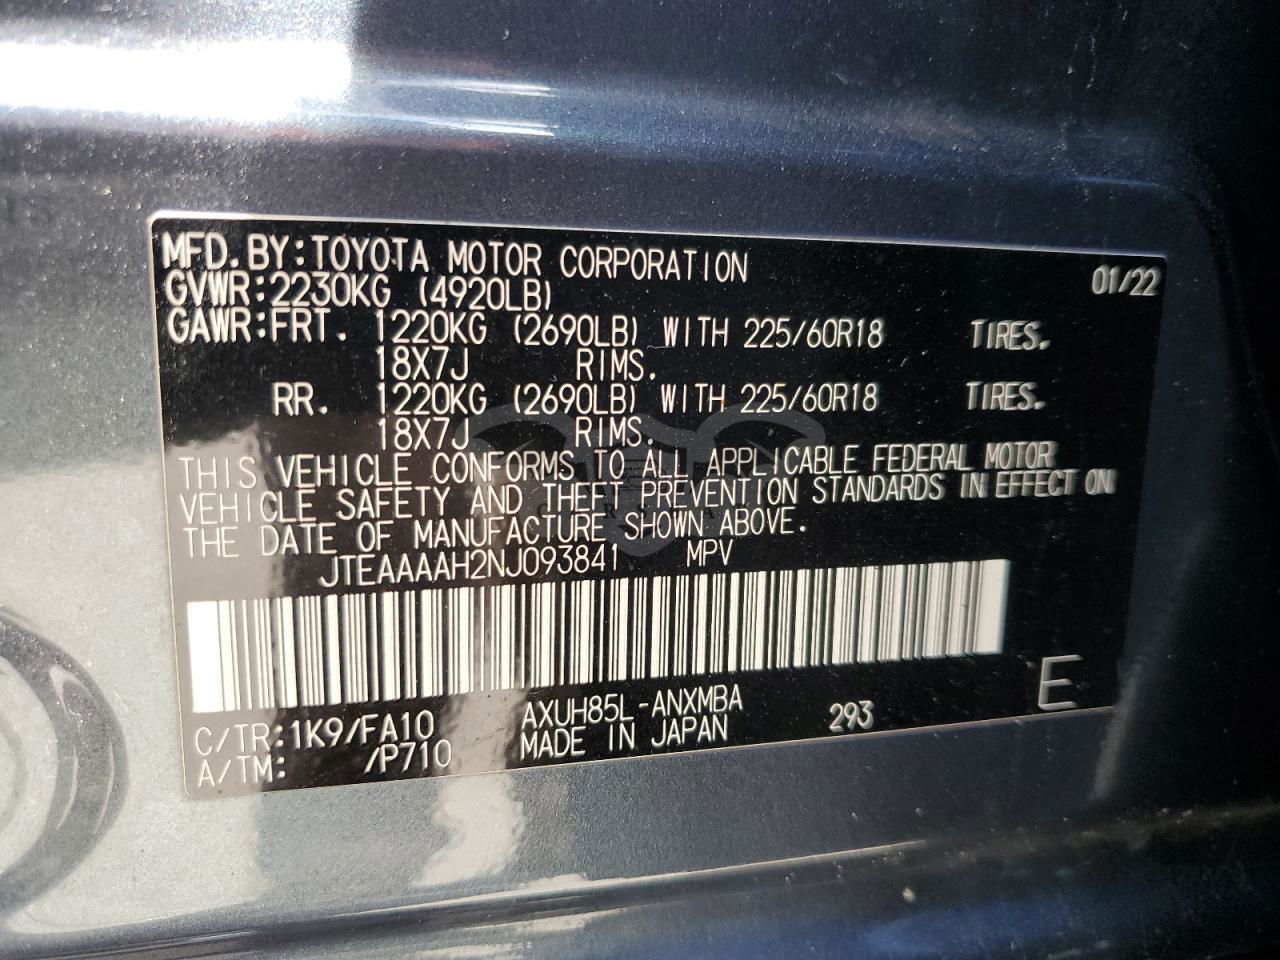 MFD.BY:TOYOTA MOTOR CORPORATION 01/22
GVWR:2230KG (4920LB)
GAWR:FRT. 1220KG (2690LB) WITH 225/60R18 TIRES.
18X7J RIMS.
RR. 1220KG (2690LB) WITH 225/60R18 TIRES.
18X7J RIMS.
THIS VEHICLE CONFORMS TO ALL APPLICABLE FEDERAL MOTOR
VEHICLE SAFETY AND THEFT PREVENTION STANDARDS IN EFFECT ON
THE DATE OF MANUFACTURE SHOWN ABOVE.
JTEAAAAH2NJ093841 MPV
E
C/TR:1K9/FA10 AXUH85L-ANXMBA 293
A/TM: /P710 MADE IN JAPAN